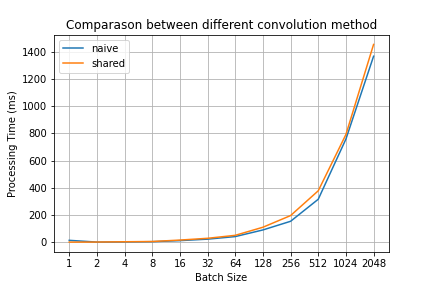 Comparason between different convolution method
naive
shared
1400
1200
1000
800
600
400
200
0
Processing Time (ms)
1 2 4 8 16 32 64 128 256 512 1024 2048
Batch Size